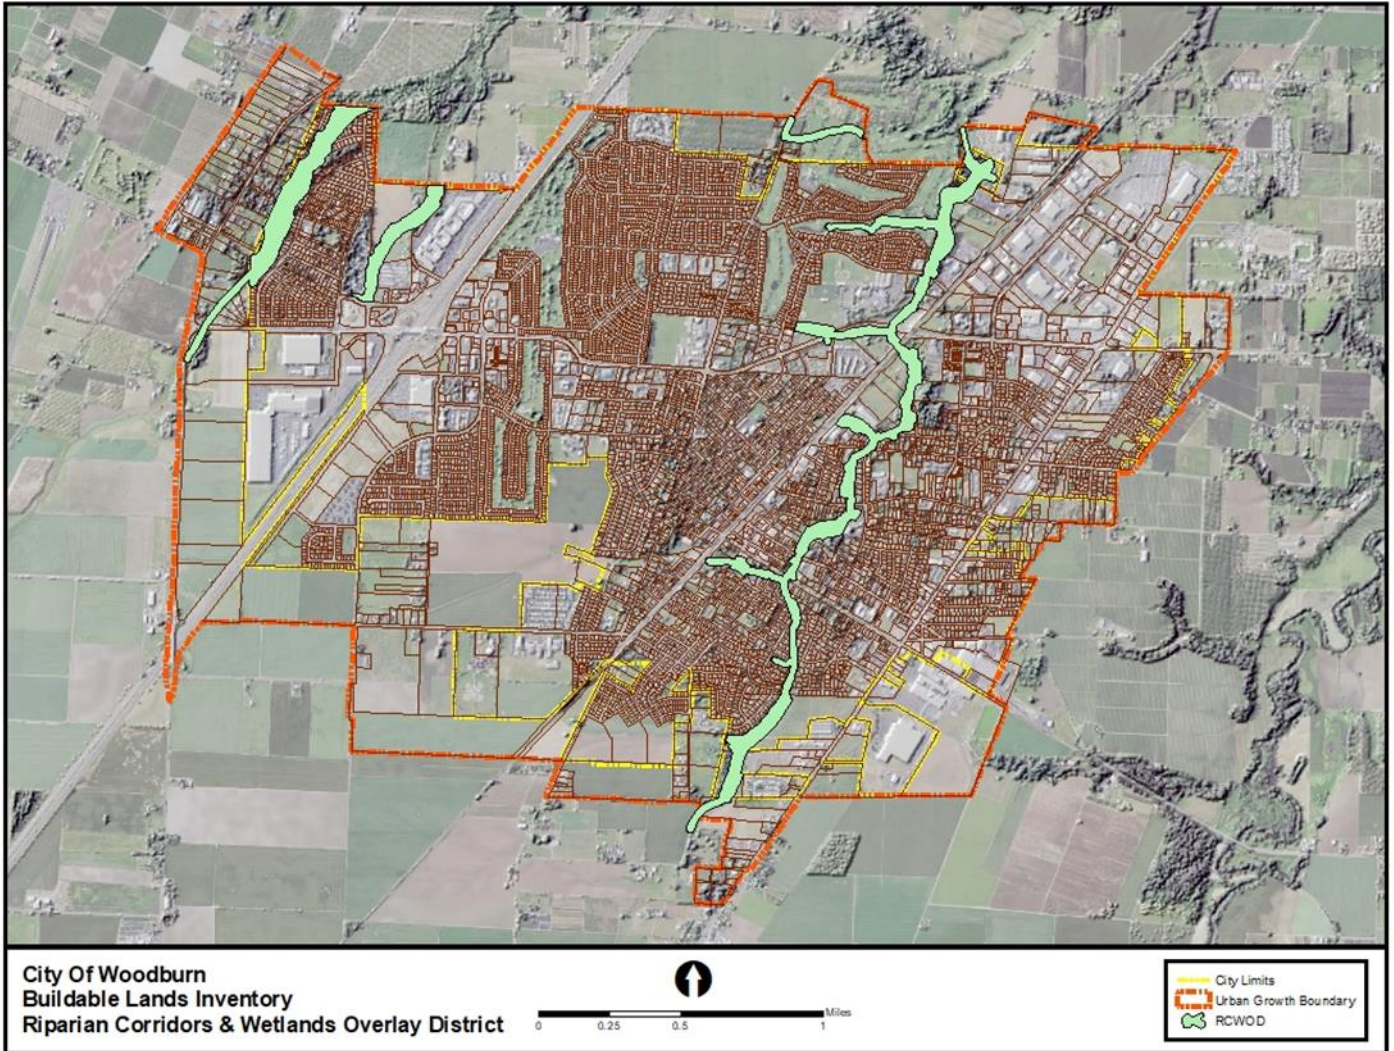 City Of Woodburn
Buildable Lands Inventory
Riparian Corridors & Wetlands Overlay District
Miles
0 0.25 0.5 1
City Limits
Urban Growth Boundary
RCWOD